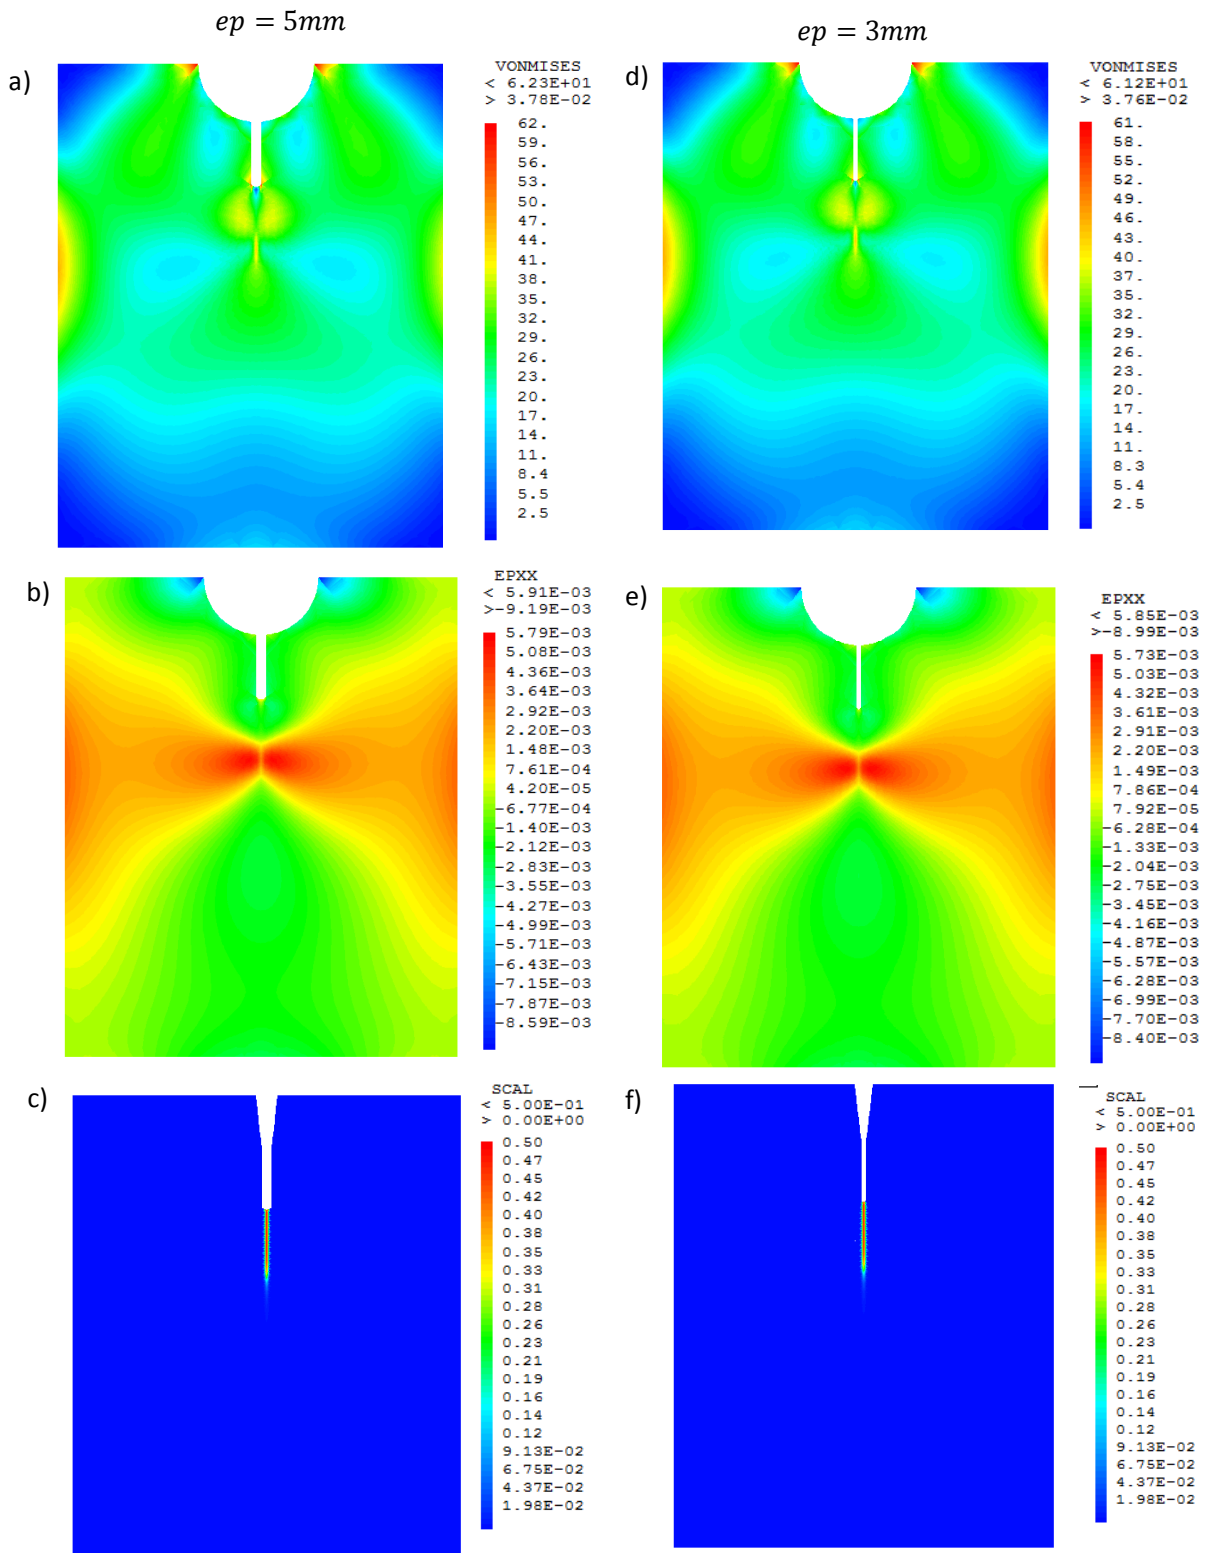 ep = 5mm
ep = 3mm
a)
VONMISES
< 6.23E+01
> 3.78E-02
62.
59.
56.
53.
50.
47.
44.
41.
38.
35.
32.
29.
26.
23.
20.
17.
14.
11.
8.4
5.5
2.5
d)
VONMISES
< 6.12E+01
> 3.76E-02
61.
58.
55.
52.
49.
46.
43.
40.
37.
35.
32.
29.
26.
23.
20.
17.
14.
11.
8.3
5.4
2.5
b)
EPXX
< 5.91E-03
>-9.19E-03
5.79E-03
5.08E-03
4.36E-03
3.64E-03
2.92E-03
2.20E-03
1.48E-03
7.61E-04
4.20E-05
-6.77E-04
-1.40E-03
-2.12E-03
-2.83E-03
-3.55E-03
-4.27E-03
-4.99E-03
-5.71E-03
-6.43E-03
-7.15E-03
-7.87E-03
-8.59E-03
e)
EPXX
< 5.85E-03
>-8.99E-03
5.73E-03
5.03E-03
4.32E-03
3.61E-03
2.91E-03
2.20E-03
1.49E-03
7.86E-04
7.92E-05
-6.28E-04
-1.33E-03
-2.04E-03
-2.75E-03
-3.45E-03
-4.16E-03
-4.87E-03
-5.57E-03
-6.28E-03
-6.99E-03
-7.70E-03
-8.40E-03
c)
SCAL
< 5.00E-01
> 0.00E+00
0.50
0.47
0.45
0.42
0.40
0.38
0.35
0.33
0.31
0.28
0.26
0.23
0.21
0.19
0.16
0.14
0.12
9.13E-02
6.75E-02
4.37E-02
1.98E-02
f)
SCAL
< 5.00E-01
> 0.00E+00
0.50
0.47
0.45
0.42
0.40
0.38
0.35
0.33
0.31
0.28
0.26
0.23
0.21
0.19
0.16
0.14
0.12
9.13E-02
6.75E-02
4.37E-02
1.98E-02